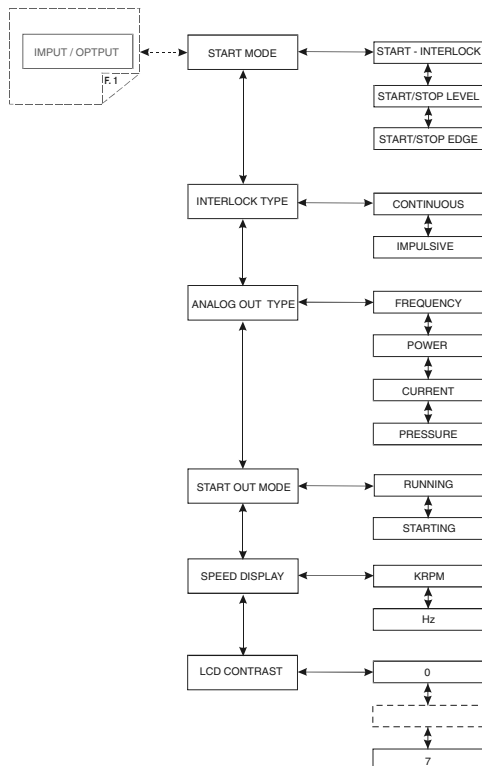 IMPUT / OPTPUT
F. 1
START MODE
START - INTERLOCK
START/STOP LEVEL
START/STOP EDGE
INTERLOCK TYPE
CONTINUOUS
IMPULSIVE
ANALOG OUT TYPE
FREQUENCY
POWER
CURRENT
PRESSURE
START OUT MODE
RUNNING
STARTING
SPEED DISPLAY
KRPM
Hz
LCD CONTRAST
0
7